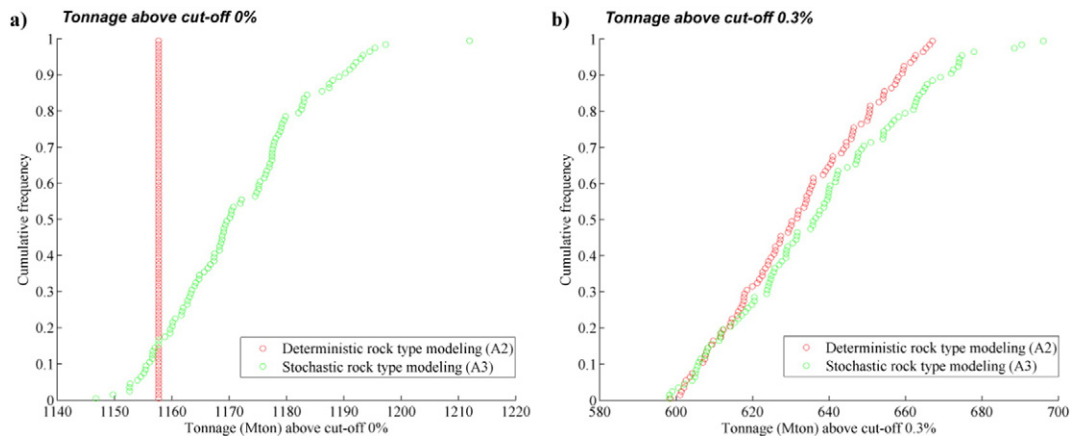 a) Tonnage above cut-off 0%
1
0.9
0.8
0.7
0.6
0.5
0.4
0.3
0.2
0.1
0
Cumulative frequency
Deterministic rock type modeling (A2)
Stochastic rock type modeling (A3)
1140 1150 1160 1170 1180 1190 1200 1210 1220
Tonnage (Mton) above cut-off 0%
b) Tonnage above cut-off 0.3%
1
0.9
0.8
0.7
0.6
0.5
0.4
0.3
0.2
0.1
0
Cumulative frequency
Deterministic rock type modeling (A2)
Stochastic rock type modeling (A3)
580 600 620 640 660 680 700
Tonnage (Mton) above cut-off 0.3%